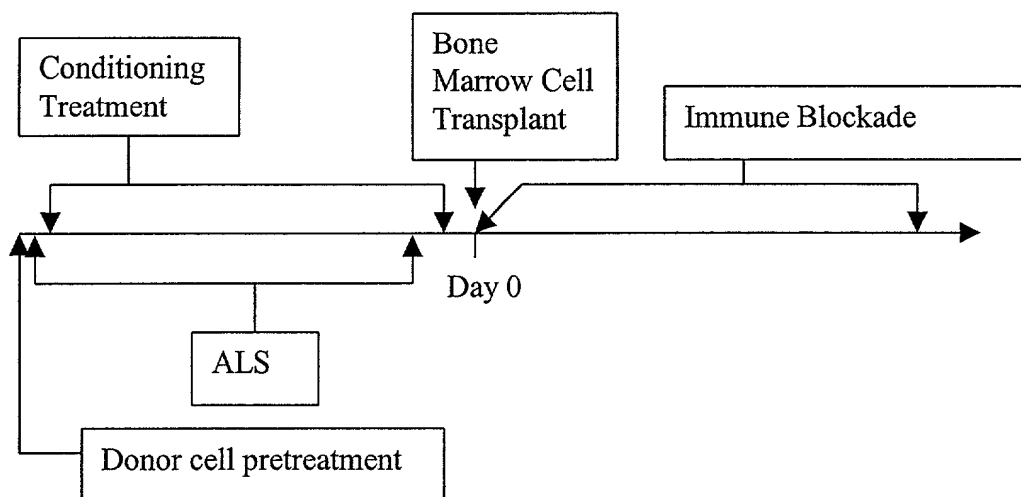 Conditioning
Treatment
Bone
Marrow Cell
Transplant
Immune Blockade
Day 0
ALS
Donor cell pretreatment